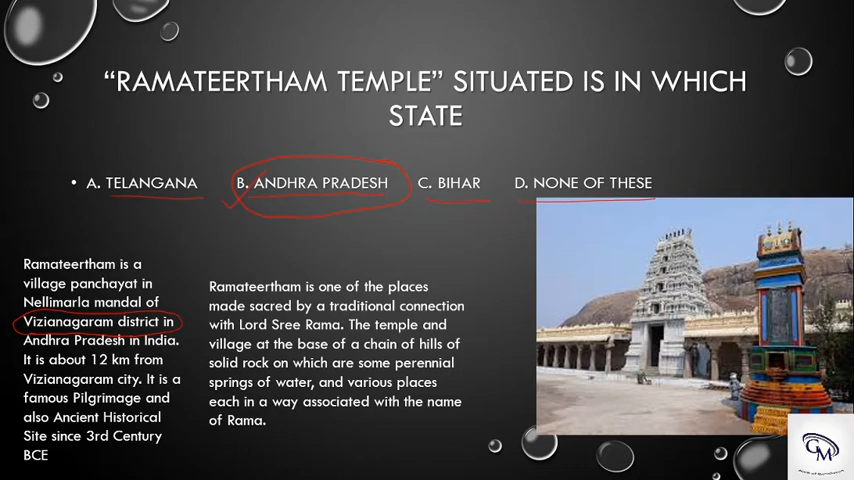 “RAMATEERTHAM TEMPLE” SITUATED IS IN WHICH
STATE
• A. TELANGANA B. ANDHRA PRADESH C. BIHAR D. NONE OF THESE
Ramateertham is a
village panchayat in
Nellimarla mandal of
Vizianagaram district in
Andhra Pradesh in India.
It is about 12 km from
Vizianagaram city. It is a
famous Pilgrimage and
also Ancient Historical
Site since 3rd Century
BCE
Ramateertham is one of the places
made sacred by a traditional connection
with Lord Sree Rama. The temple and
village at the base of a chain of hills of
solid rock on which are some perennial
springs of water, and various places
each in a way associated with the name
of Rama.
GM